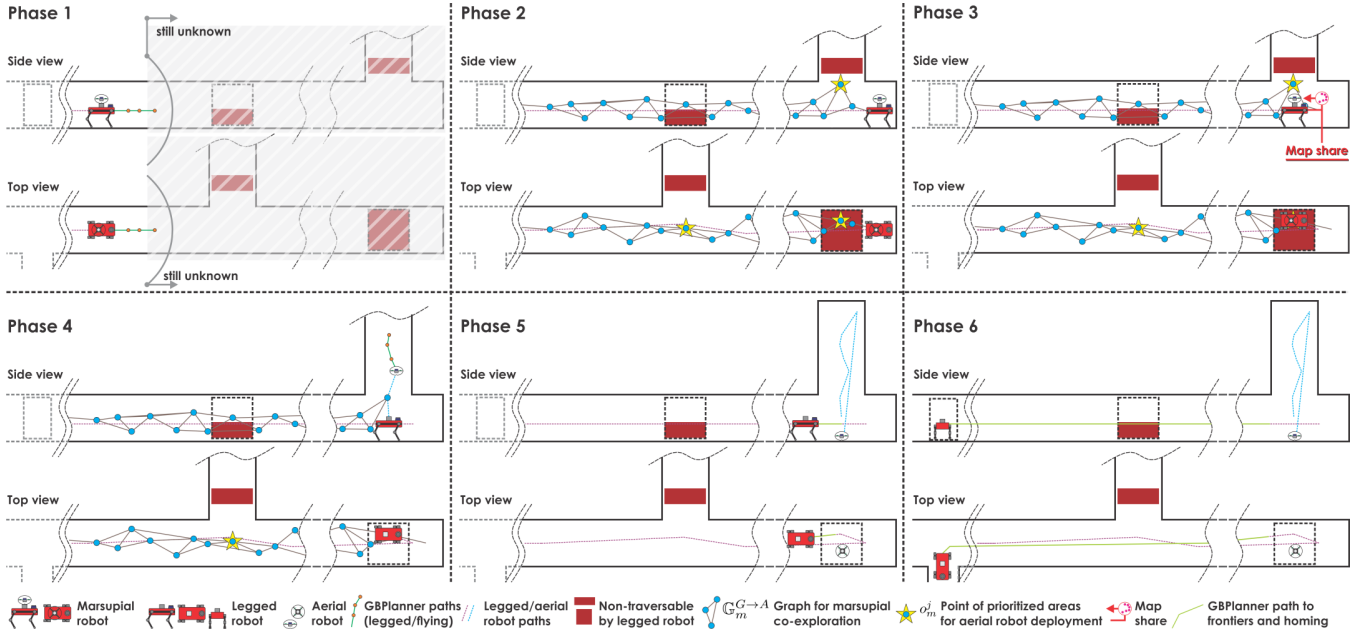 Phase 1
still unknown
Side view
Top view
still unknown
Phase 2
Side view
Top view
Phase 3
Side view
Map share
Top view
Phase 4
Side view
Top view
Phase 5
Side view
Top view
Phase 6
Side view
Top view
Marsupial
robot
Legged
robot
Aerial
robot
GBPlanner paths
(legged/flying)
Legged/aerial
robot paths
Non-traversable
by legged robot
𝔾_m^{G→A}
Graph for marsupial
co-exploration
o_m^j
Point of prioritized areas
for aerial robot deployment
Map
share
GBPlanner path to
frontiers and homing